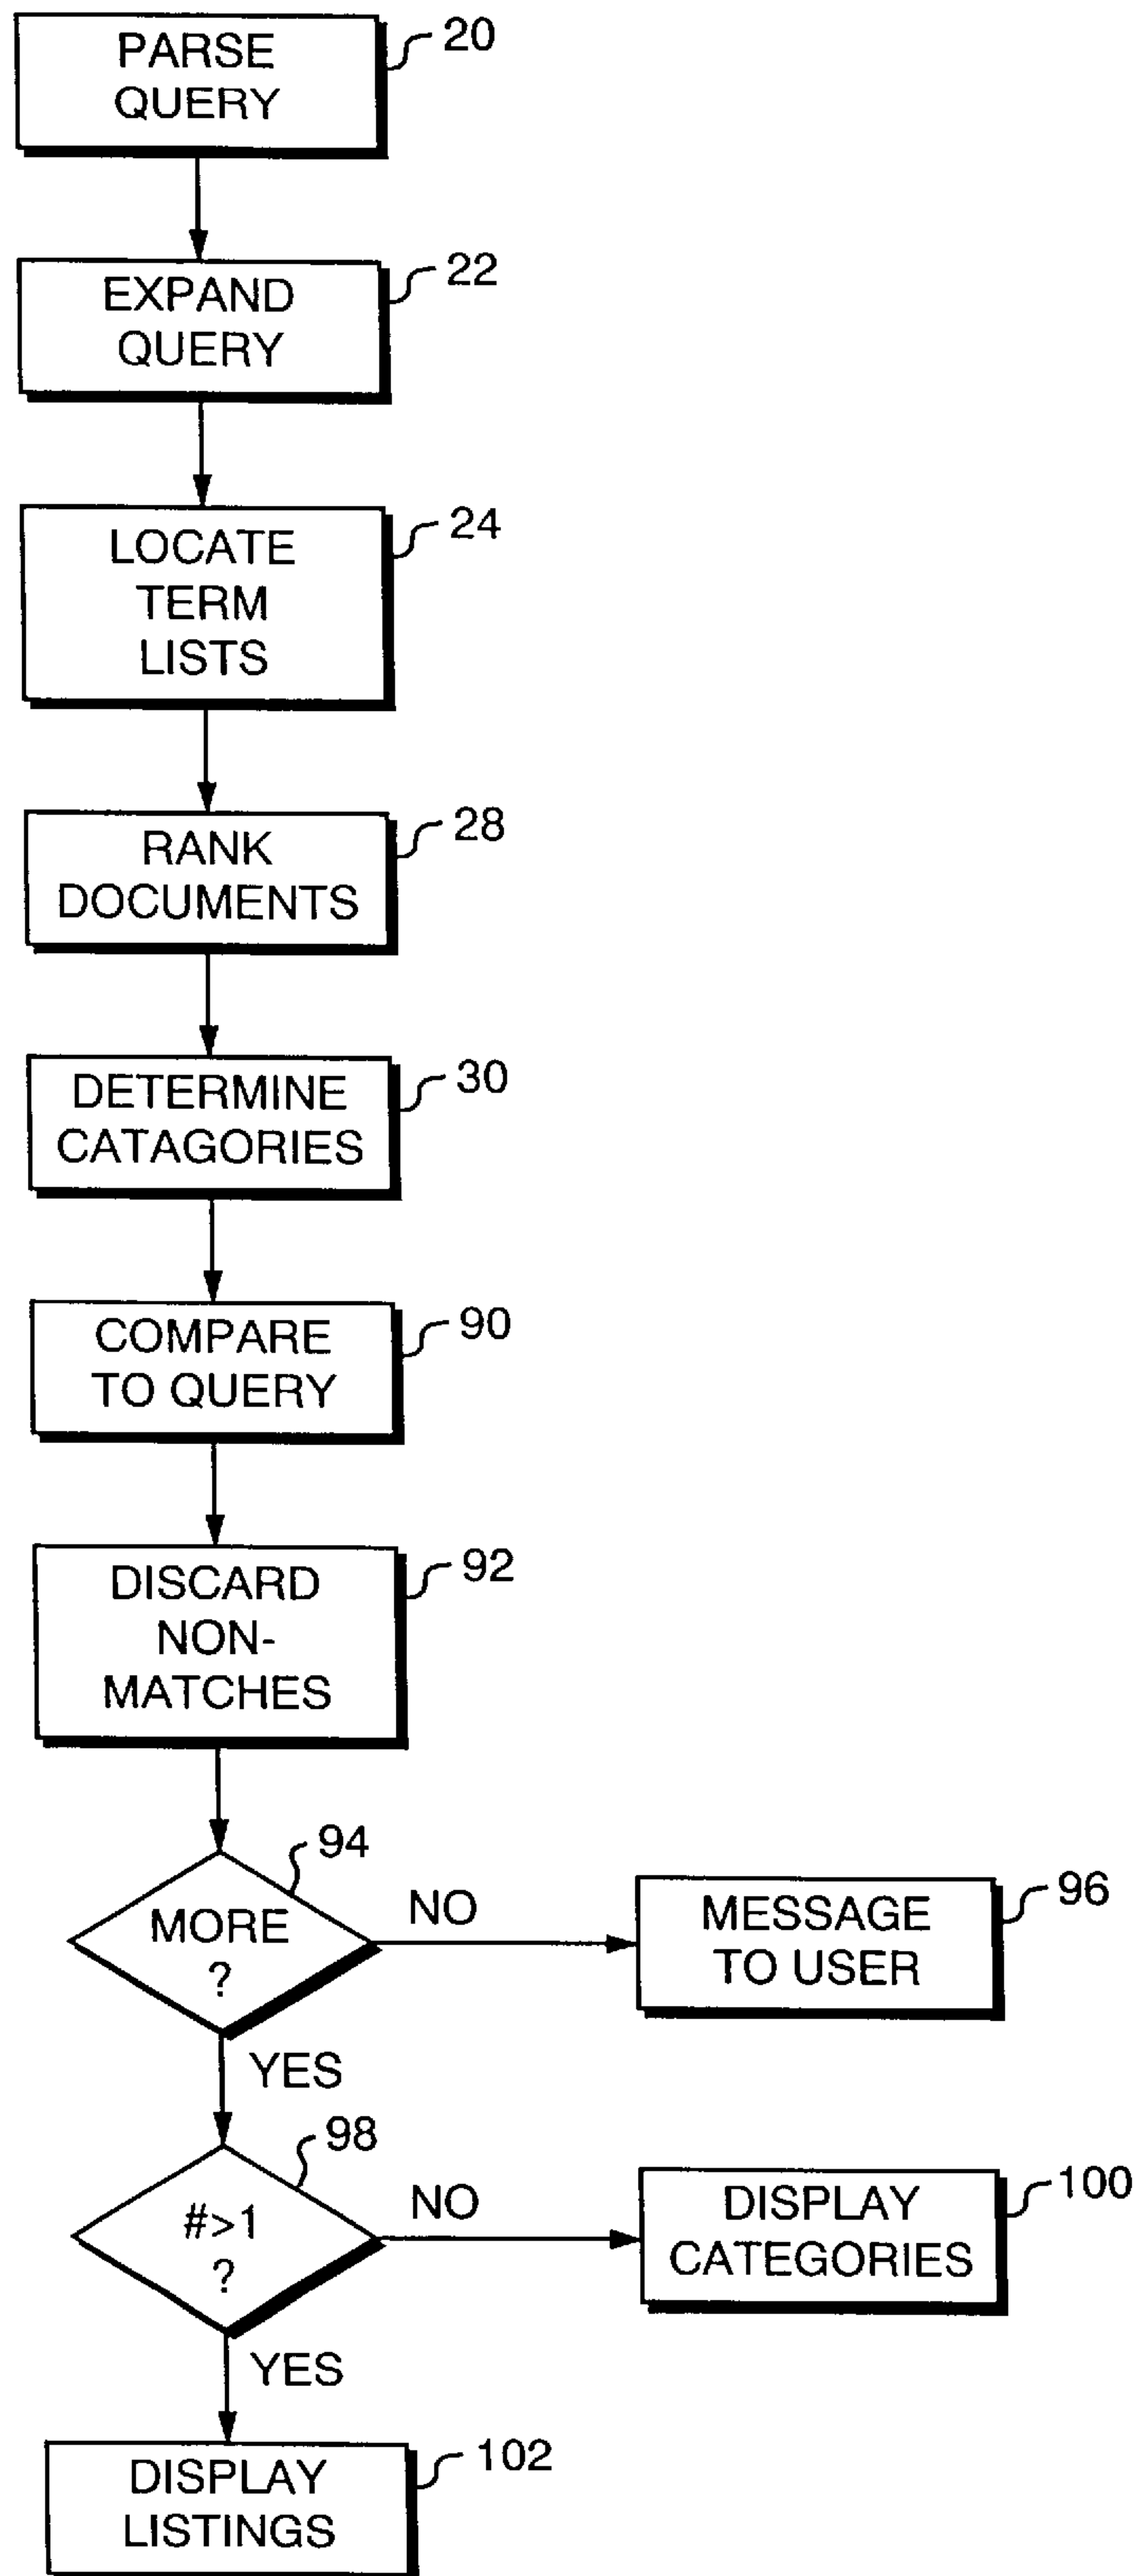 PARSE
QUERY
20
EXPAND
QUERY
22
LOCATE
TERM
LISTS
24
RANK
DOCUMENTS
28
DETERMINE
CATAGORIES
30
COMPARE
TO QUERY
90
DISCARD
NON-
MATCHES
92
94
MORE
?
NO
MESSAGE
TO USER
96
YES
98
#>1
?
NO
DISPLAY
CATEGORIES
100
YES
DISPLAY
LISTINGS
102